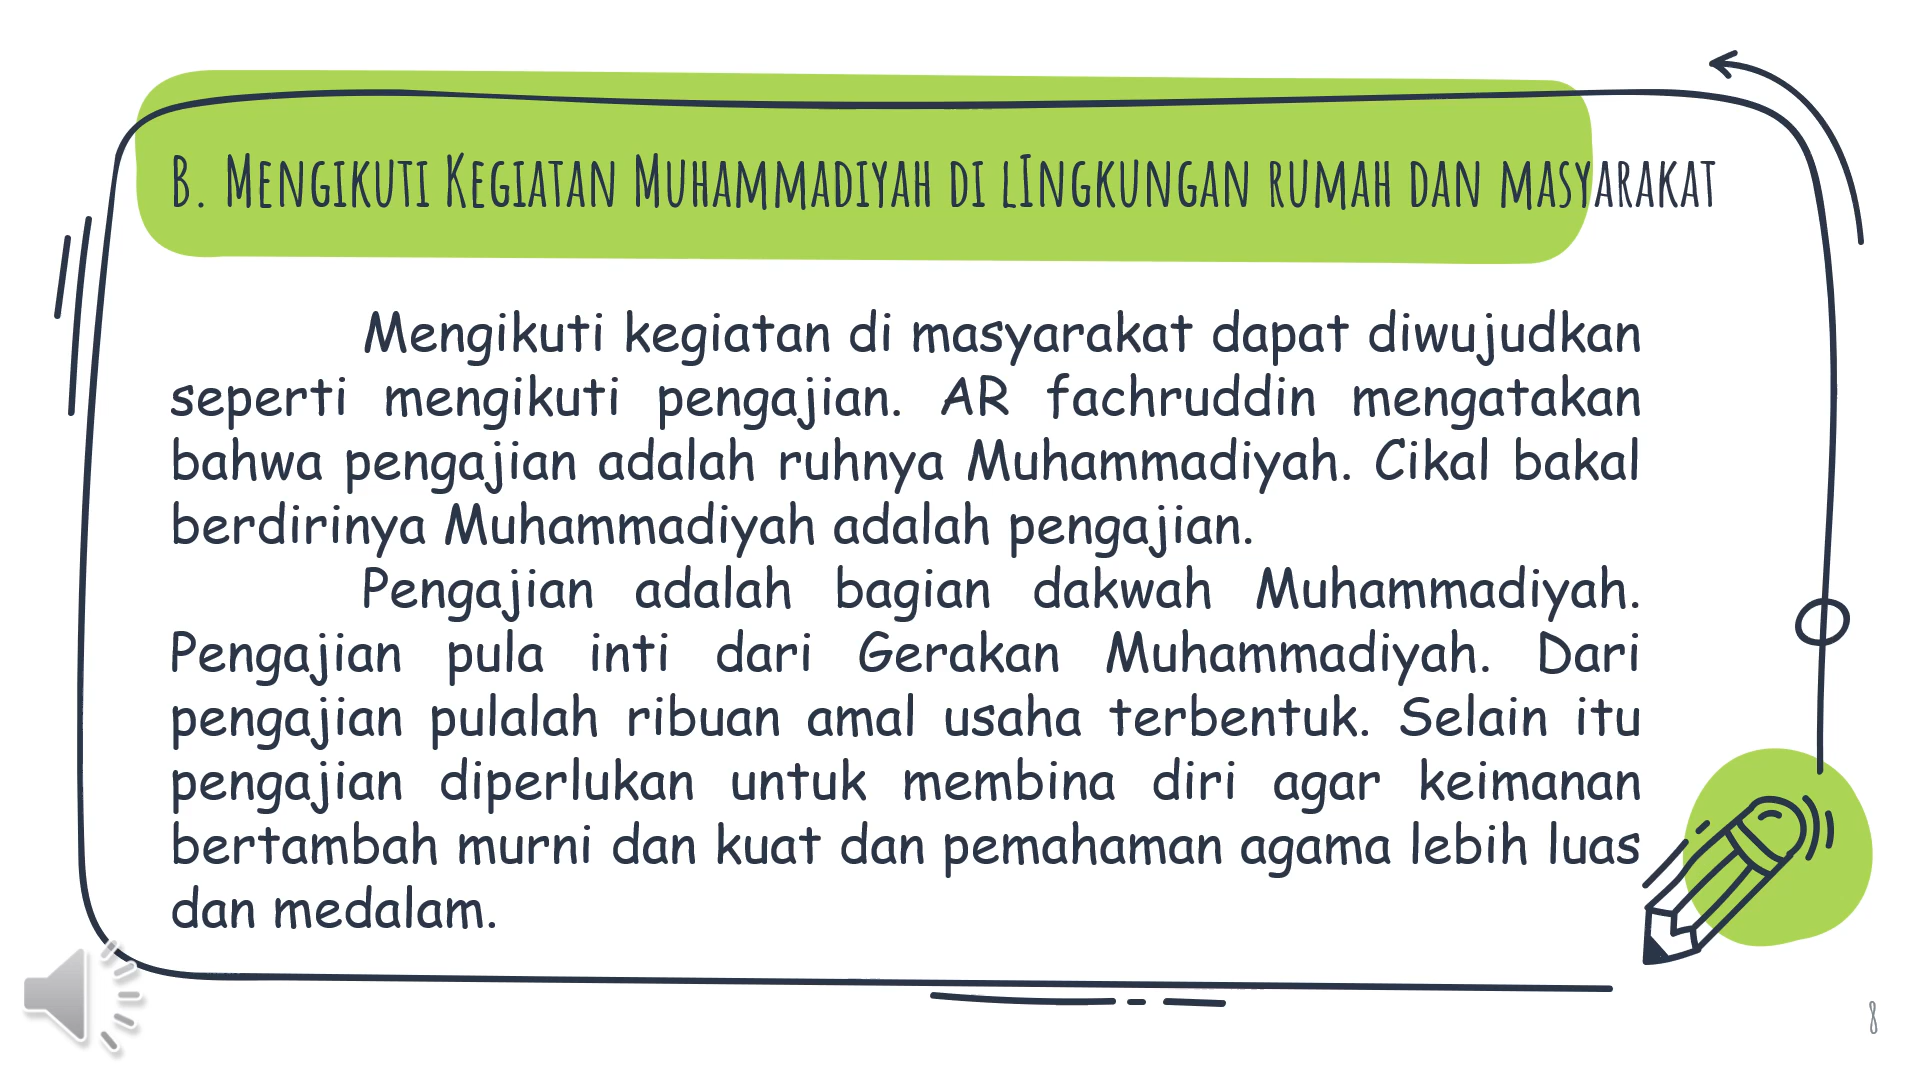 B. Mengikuti Kegiatan Muhammadiyah di lIngkungan rumah dan masyarakat
Mengikuti kegiatan di masyarakat dapat diwujudkan
seperti mengikuti pengajian. AR fachruddin mengatakan
bahwa pengajian adalah ruhnya Muhammadiyah. Cikal bakal
berdirinya Muhammadiyah adalah pengajian.
Pengajian adalah bagian dakwah Muhammadiyah.
Pengajian pula inti dari Gerakan Muhammadiyah. Dari
pengajian pulalah ribuan amal usaha terbentuk. Selain itu
pengajian diperlukan untuk membina diri agar keimanan
bertambah murni dan kuat dan pemahaman agama lebih luas
dan medalam.
8